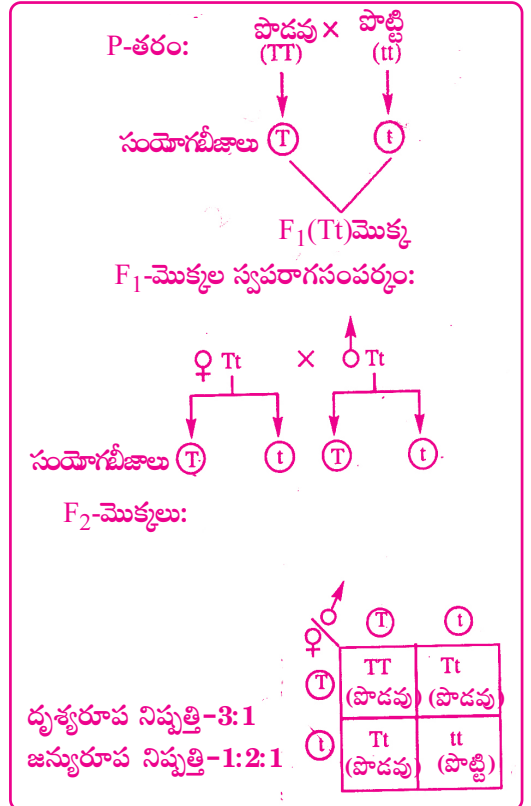 P-తరం: పొడవు × పొట్టి
(TT) (tt)
సంయోగబీజాలు T t
F₁(Tt)మొక్క
F₁-మొక్కల స్వపరాగసంపర్కం:
♀ Tt × ♂ Tt
సంయోగబీజాలు T t T t
F₂-మొక్కలు:
♀ ♂ T t
T TT Tt
(పొడవు) (పొడవు)
t Tt tt
(పొడవు) (పొట్టి)
దృశ్యరూప నిష్పత్తి-3:1
జన్యురూప నిష్పత్తి-1:2:1